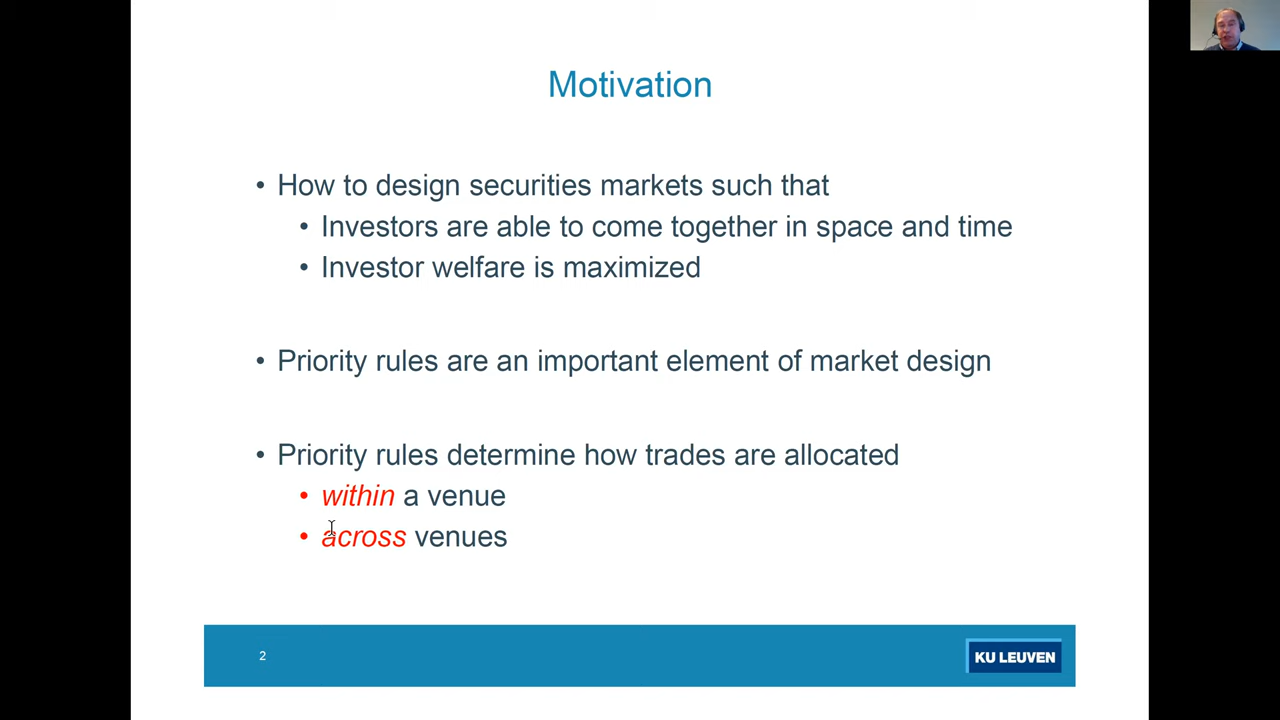 Motivation
• How to design securities markets such that
• Investors are able to come together in space and time
• Investor welfare is maximized
• Priority rules are an important element of market design
• Priority rules determine how trades are allocated
• within a venue
• across venues
2
KU LEUVEN